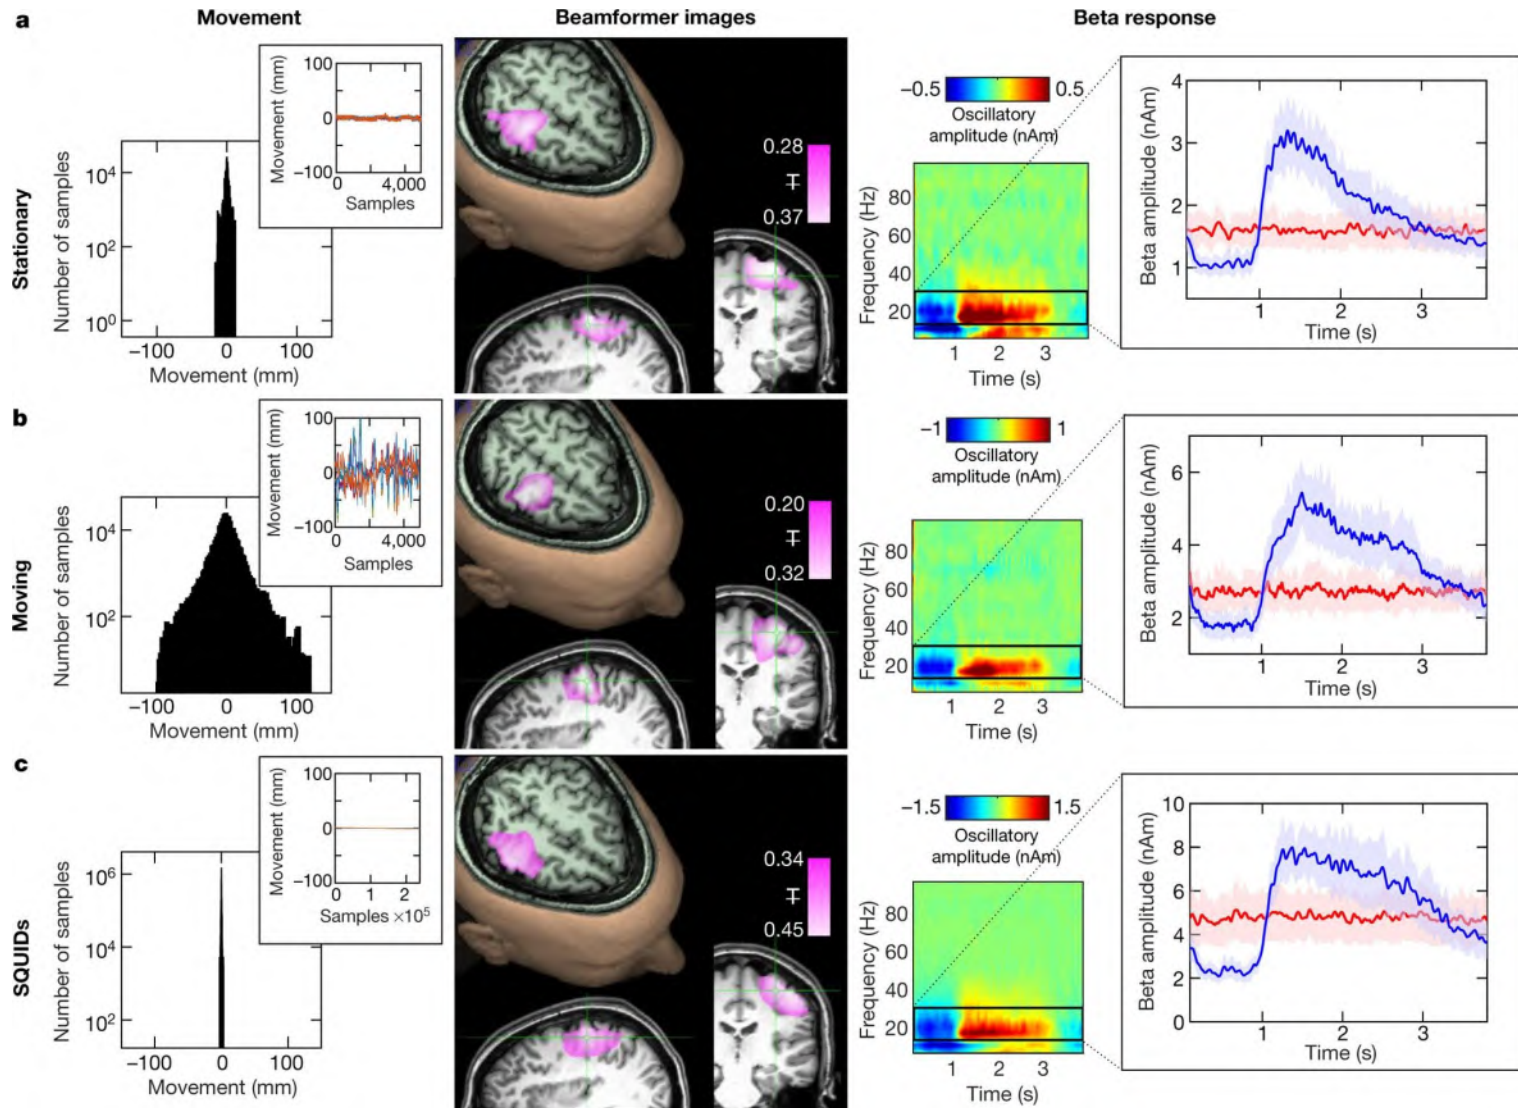 a
Movement
Beamformer images
Beta response
Stationary
Number of samples
10⁴
10²
10⁰
−100
0
100
Movement (mm)
Movement (mm)
100
0
−100
0
4,000
Samples
0.28
Ŧ
0.37
−0.5
0.5
Oscillatory
amplitude (nAm)
Frequency (Hz)
80
60
40
20
1
2
3
Time (s)
Beta amplitude (nAm)
4
3
2
1
1
2
3
Time (s)
b
Moving
Number of samples
10⁴
10²
−100
0
100
Movement (mm)
Movement (mm)
100
0
−100
0
4,000
Samples
0.20
Ŧ
0.32
−1
1
Oscillatory
amplitude (nAm)
Frequency (Hz)
80
60
40
20
1
2
3
Time (s)
Beta amplitude (nAm)
6
4
2
1
2
3
Time (s)
c
SQUIDs
Number of samples
10⁶
10⁴
10²
−100
0
100
Movement (mm)
Movement (mm)
100
0
−100
0
1
2
Samples ×10⁵
0.34
Ŧ
0.45
−1.5
1.5
Oscillatory
amplitude (nAm)
Frequency (Hz)
80
60
40
20
1
2
3
Time (s)
Beta amplitude (nAm)
10
8
6
4
2
0
1
2
3
Time (s)